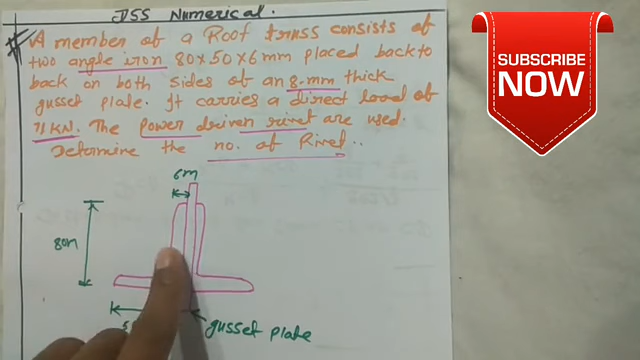 DSS Numerical.
A member of a Roof truss consists of
two angle iron 80×50×6mm placed back to
back on both sides of an 8-mm thick
gusset plate. It carries a direct load of
71 KN. The power driven rivet are used.
Determine the no. of Rivet..
6m
80m
gusset plate
SUBSCRIBE
NOW